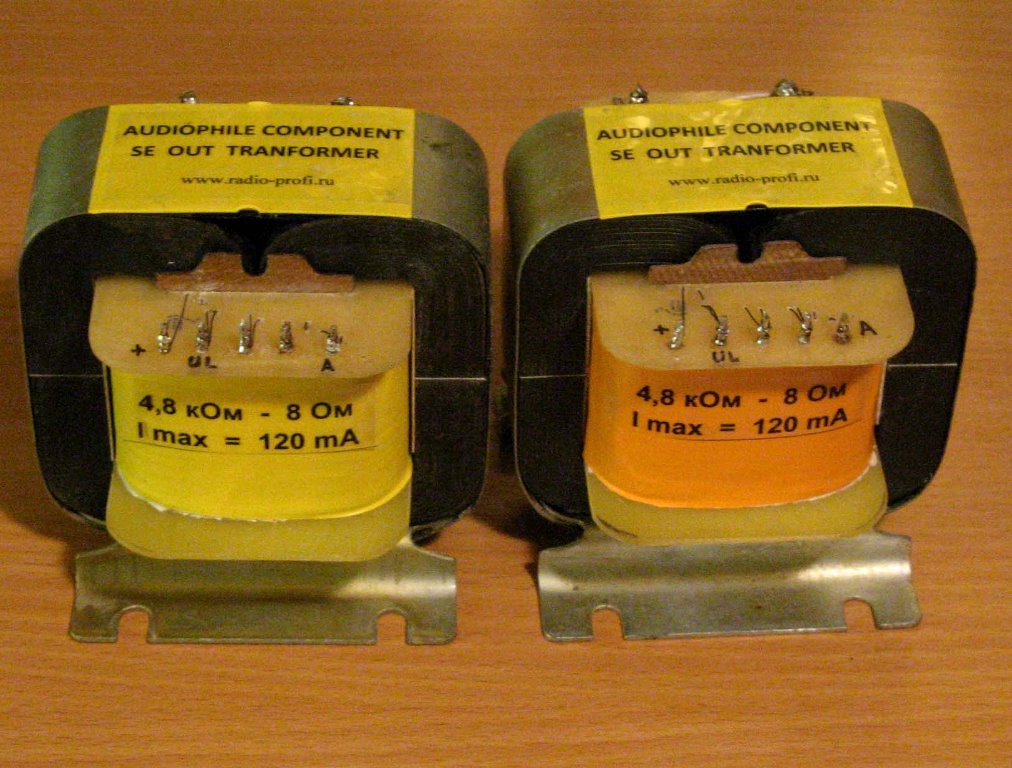 AUDIOPHILE COMPONENT
SE OUT TRANFORMER
www.radio-profi.ru
+
UL
A
4,8 кОм - 8 Ом
I max = 120 mA
AUDIOPHILE COMPONENT
SE OUT TRANFORMER
www.radio-profi.ru
+
UL
A
4,8 кОм - 8 Ом
I max = 120 mA